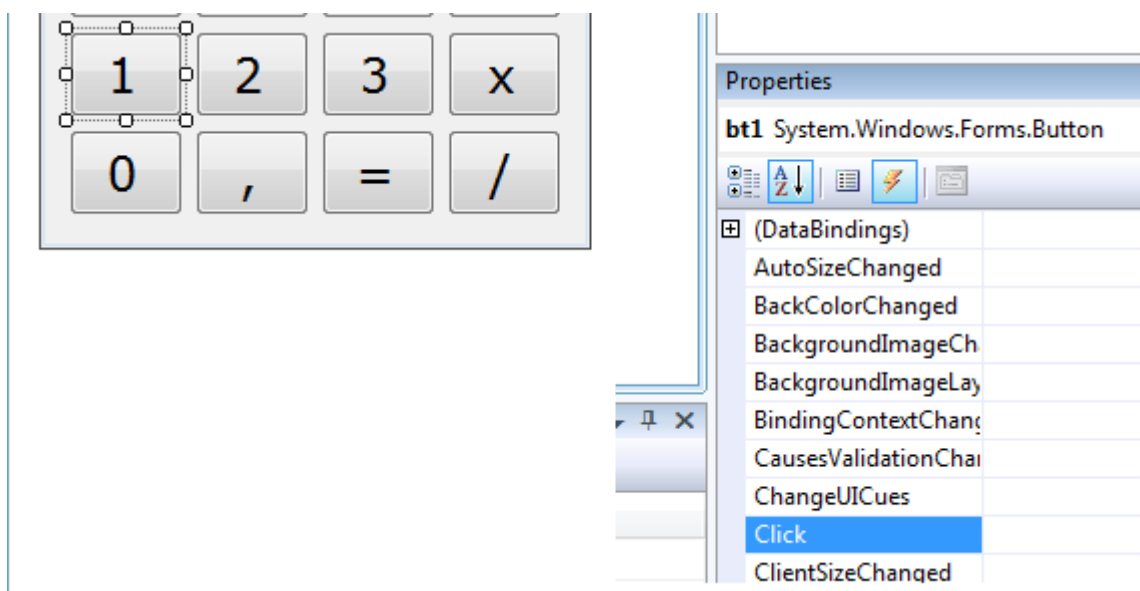 1 2 3 x
0 , = /
Properties
bt1 System.Windows.Forms.Button
A
Z
(DataBindings)
AutoSizeChanged
BackColorChanged
BackgroundImageCh
BackgroundImageLay
BindingContextChang
CausesValidationChai
ChangeUICues
Click
ClientSizeChanged